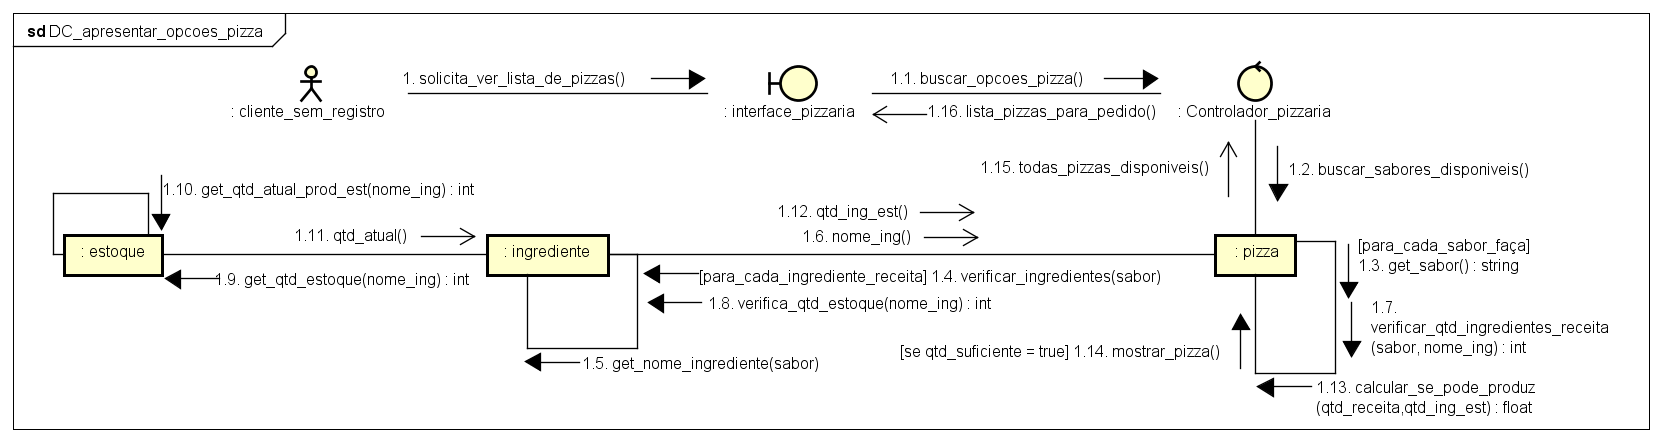 sd DC_apresentar_opcoes_pizza
1. solicita_ver_lista_de_pizzas()
1.1. buscar_opcoes_pizza()
: cliente_sem_registro
: interface_pizzaria
1.16. lista_pizzas_para_pedido()
: Controlador_pizzaria
1.15. todas_pizzas_disponiveis()
1.2. buscar_sabores_disponiveis()
1.10. get_qtd_atual_prod_est(nome_ing) : int
1.12. qtd_ing_est()
1.11. qtd_atual()
1.6. nome_ing()
: estoque
: ingrediente
: pizza
[para_cada_sabor_faça]
1.3. get_sabor() : string
1.9. get_qtd_estoque(nome_ing) : int
[para_cada_ingrediente_receita] 1.4. verificar_ingredientes(sabor)
1.8. verifica_qtd_estoque(nome_ing) : int
1.7.
verificar_qtd_ingredientes_receita
(sabor, nome_ing) : int
[se qtd_suficiente = true] 1.14. mostrar_pizza()
1.5. get_nome_ingrediente(sabor)
1.13. calcular_se_pode_produz
(qtd_receita,qtd_ing_est) : float